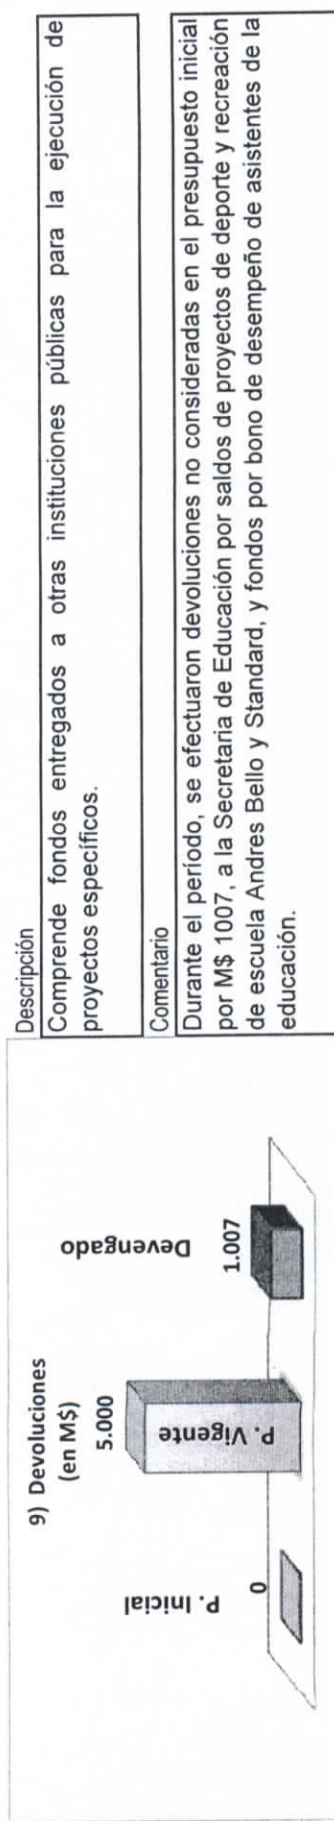 9) Devoluciones
(en M$)
P. Inicial
0
5.000
P. Vigente
Devengado
1.007
Descripción
Comprende fondos entregados a otras instituciones públicas para la ejecución de
proyectos específicos.
Comentario
Durante el período, se efectuaron devoluciones no consideradas en el presupuesto inicial
por M$ 1007, a la Secretaria de Educación por saldos de proyectos de deporte y recreación
de escuela Andres Bello y Standard, y fondos por bono de desempeño de asistentes de la
educación.